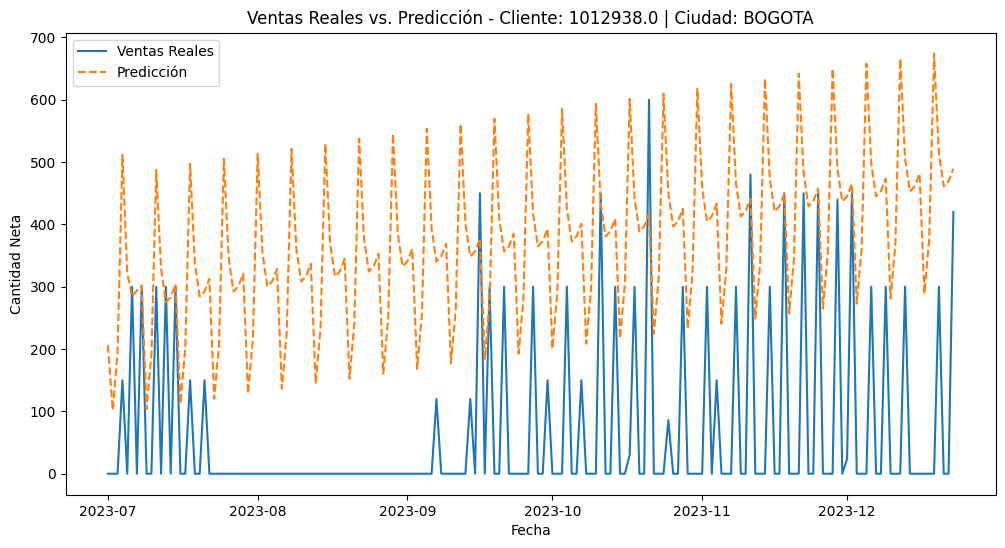 Ventas Reales vs. Predicción - Cliente: 1012938.0 | Ciudad: BOGOTA
Ventas Reales
Predicción
Cantidad Neta
700
600
500
400
300
200
100
0
2023-07
2023-08
2023-09
2023-10
2023-11
2023-12
Fecha